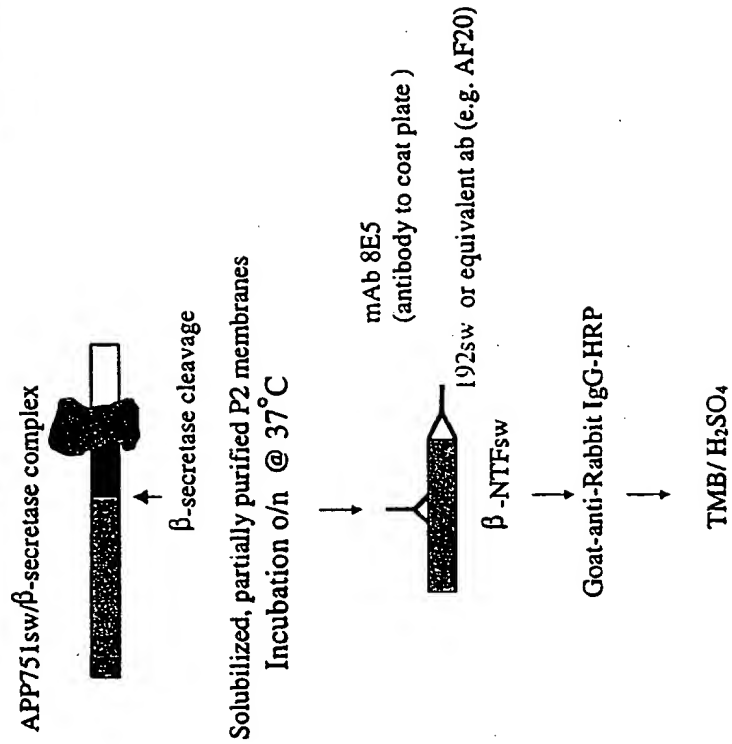 APP751sw/β-secretase complex
β-secretase cleavage
Solubilized, partially purified P2 membranes
Incubation o/n @ 37°C
mAb 8E5
(antibody to coat plate )
192sw or equivalent ab (e.g. AF20)
β-NTFsw
Goat-anti-Rabbit IgG-HRP
TMB/ H₂SO₄